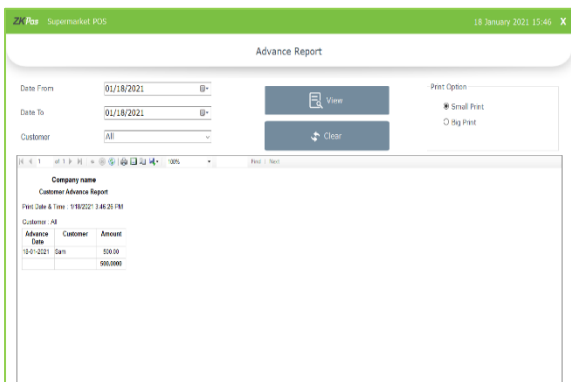 ZKPos Supermarket POS 18 January 2021 15:46 X
Advance Report
Date From 01/18/2021
Date To 01/18/2021
Customer All
View
Clear
Print Option
Small Print
Big Print
1 of 1 100% Find | Next
Company name
Customer Advance Report
Print Date & Time : 1/18/2021 3:46:26 PM
Customer : All
Advance Date Customer Amount
18-01-2021 Sam 500.00
500.0000